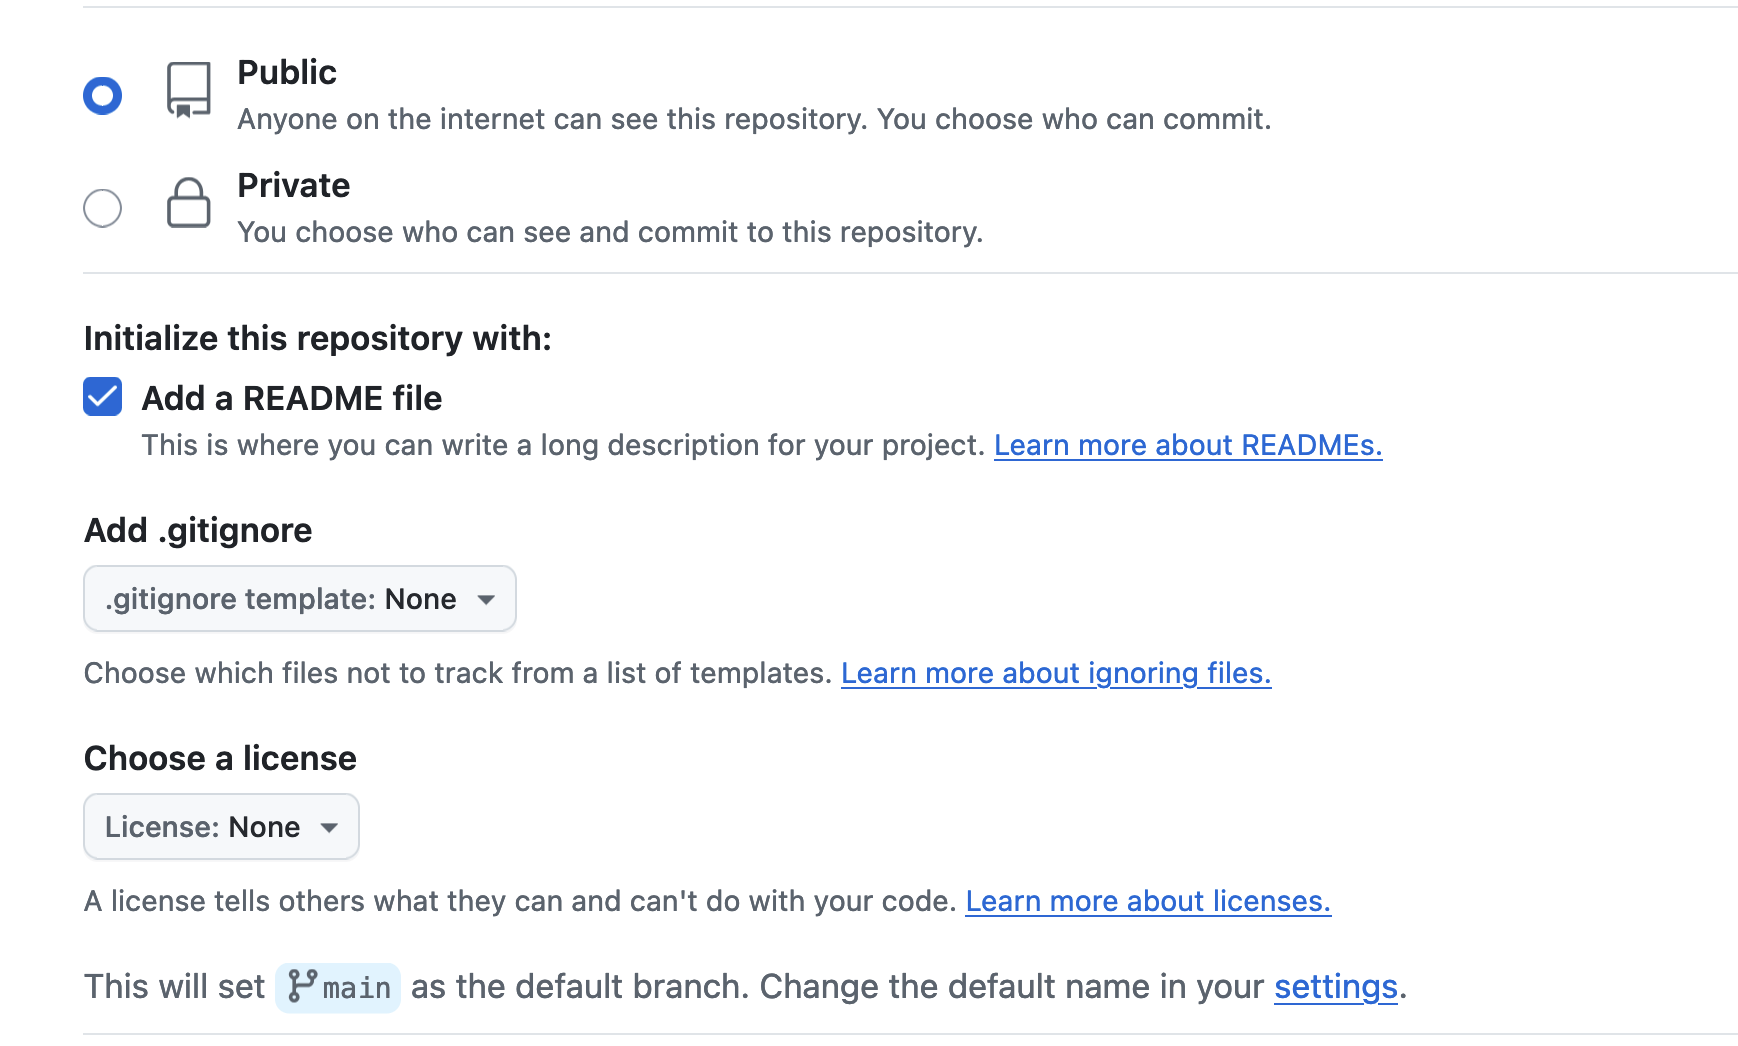 Public
Anyone on the internet can see this repository. You choose who can commit.
Private
You choose who can see and commit to this repository.
Initialize this repository with:
Add a README file
This is where you can write a long description for your project. Learn more about READMEs.
Add .gitignore
.gitignore template: None
Choose which files not to track from a list of templates. Learn more about ignoring files.
Choose a license
License: None
A license tells others what they can and can't do with your code. Learn more about licenses.
This will set main as the default branch. Change the default name in your settings.